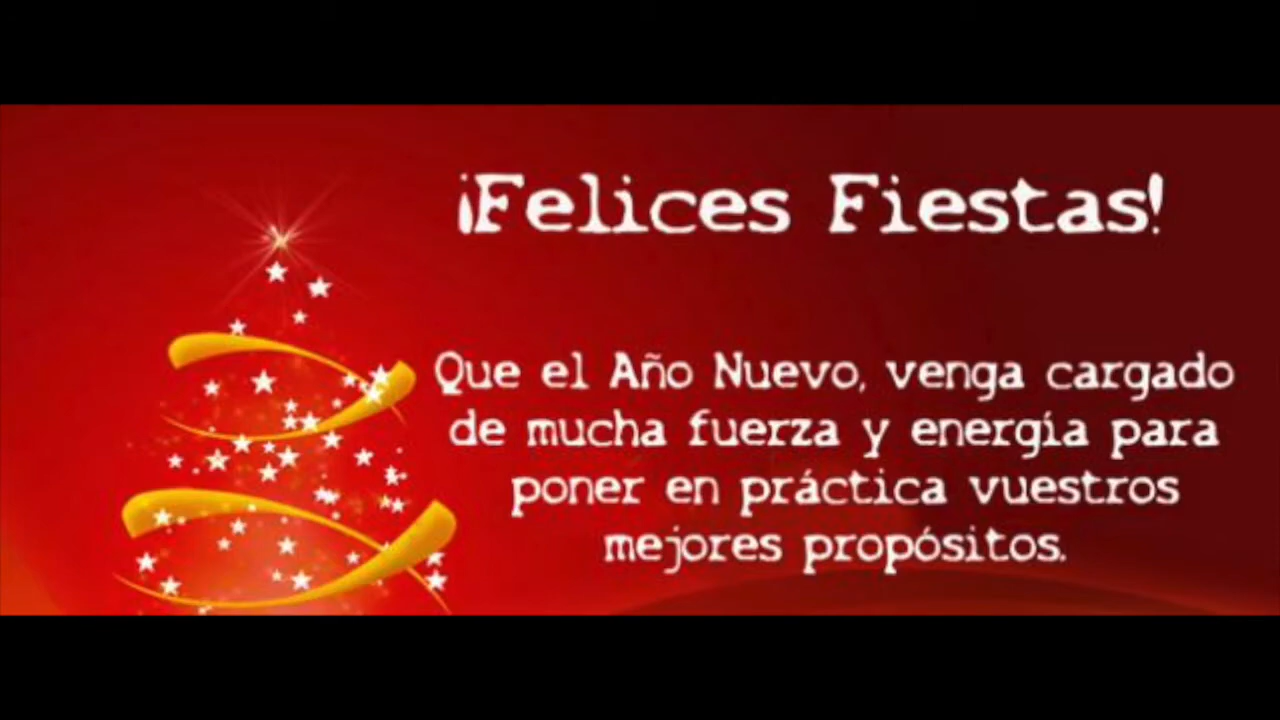 ¡Felices Fiestas!
Que el Año Nuevo, venga cargado
de mucha fuerza y energía para
poner en práctica vuestros
mejores propósitos.